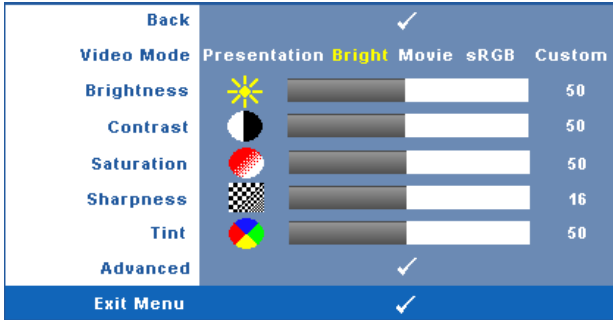 Back
Video Mode Presentation Bright Movie sRGB Custom
Brightness 50
Contrast 50
Saturation 50
Sharpness 16
Tint 50
Advanced
Exit Menu